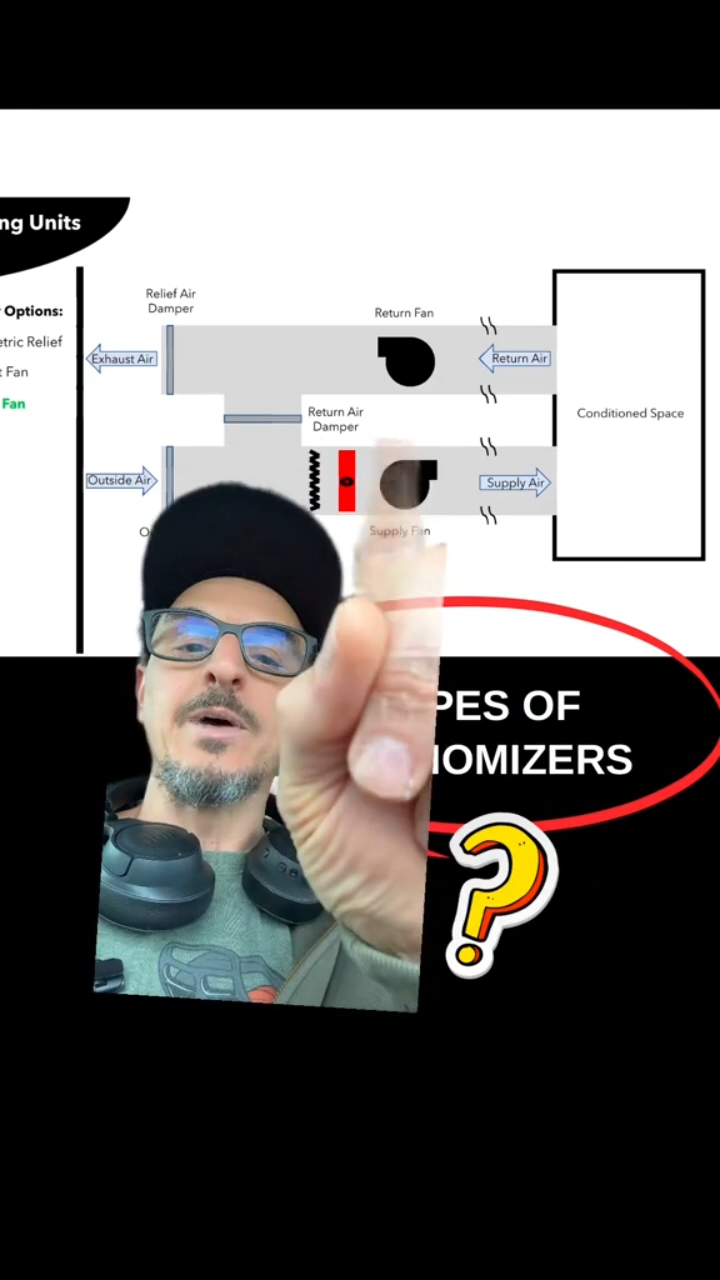 ng Units
Options:
etric Relief
t Fan
Fan
Relief Air
Damper
Return Fan
Exhaust Air
Return Air
Return Air
Damper
Conditioned Space
Outside Air
Supply Air
O
Supply Fan
PES OF
NOMIZERS
?